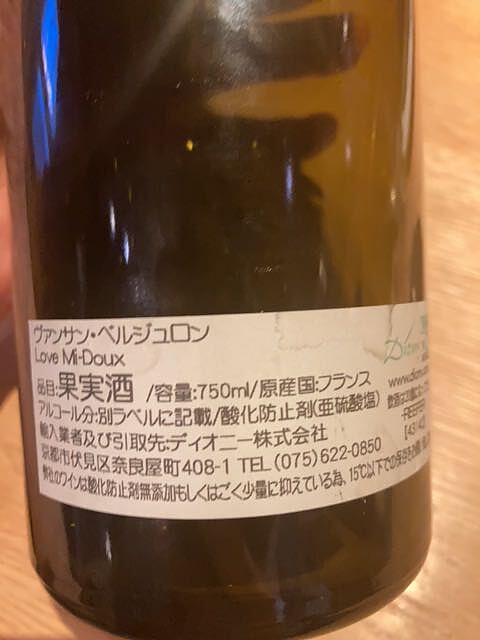 ヴァンサン・ベルジュロン
Love Mi-Doux
品目:果実酒 /容量:750ml/原産国:フランス
アルコール分:別ラベルに記載/酸化防止剤(亜硫酸塩)
輸入業者及び引取先:ディオニー株式会社
京都市伏見区奈良屋町408-1 TEL(075)622-0850
弊社のワインは酸化防止剤無添加もしくはごく少量に抑えている為、15℃以下での保存を
www.dion